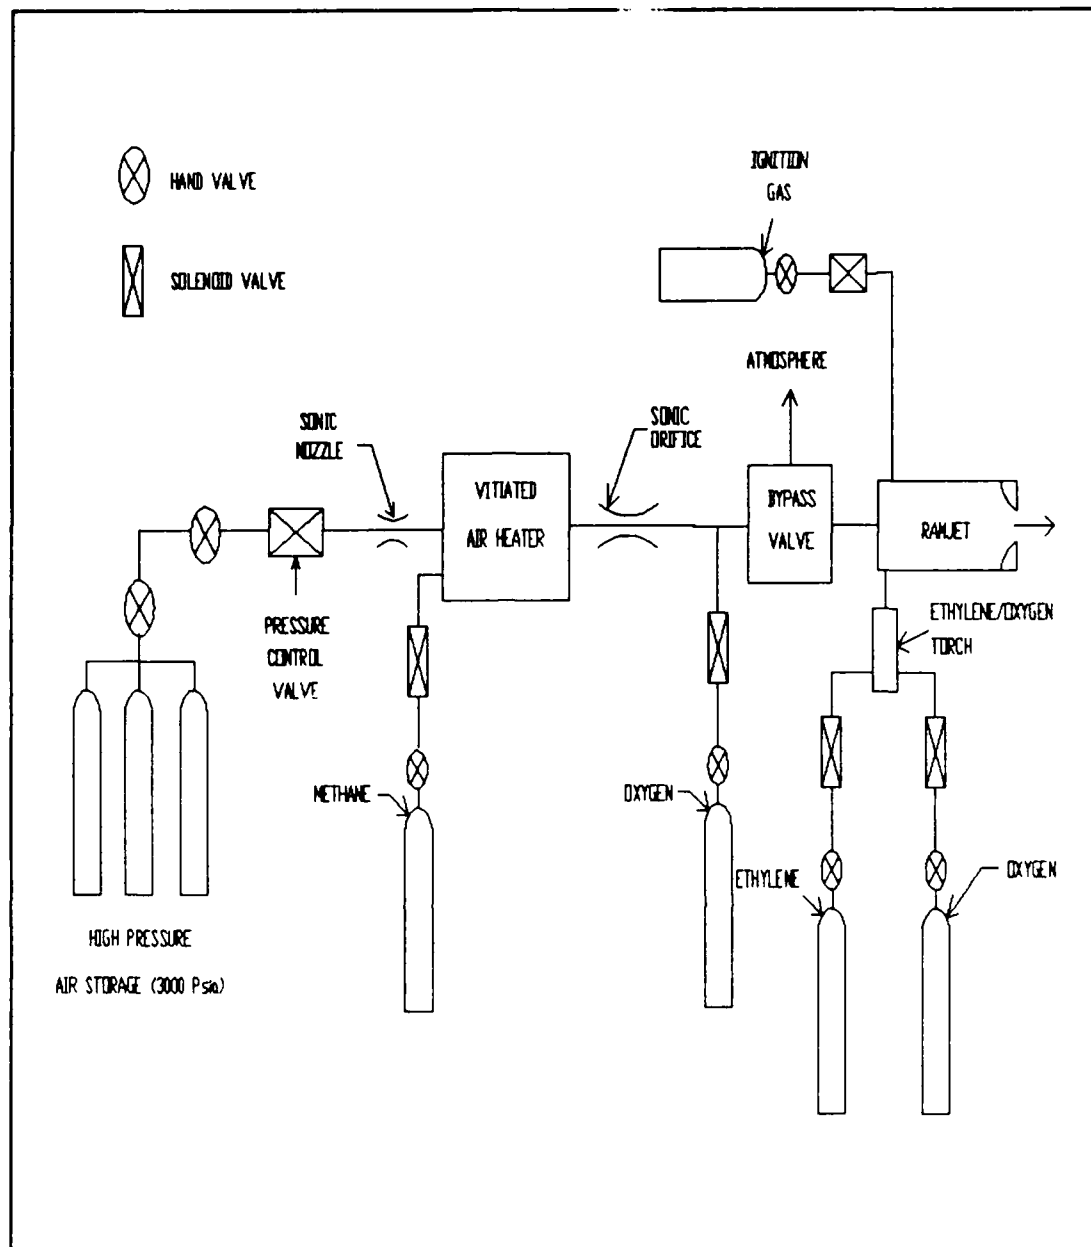 HAND VALVE
SOLENOID VALVE
IGNITION
GAS
ATMOSPHERE
SONIC
NOZZLE
SONIC
ORIFICE
VITIATED
AIR HEATER
BYPASS
VALVE
RAMJET
PRESSURE
CONTROL
VALVE
ETHYLENE/OXYGEN
TORCH
METHANE
OXYGEN
ETHYLENE
OXYGEN
HIGH PRESSURE
AIR STORAGE (3000 Psia)